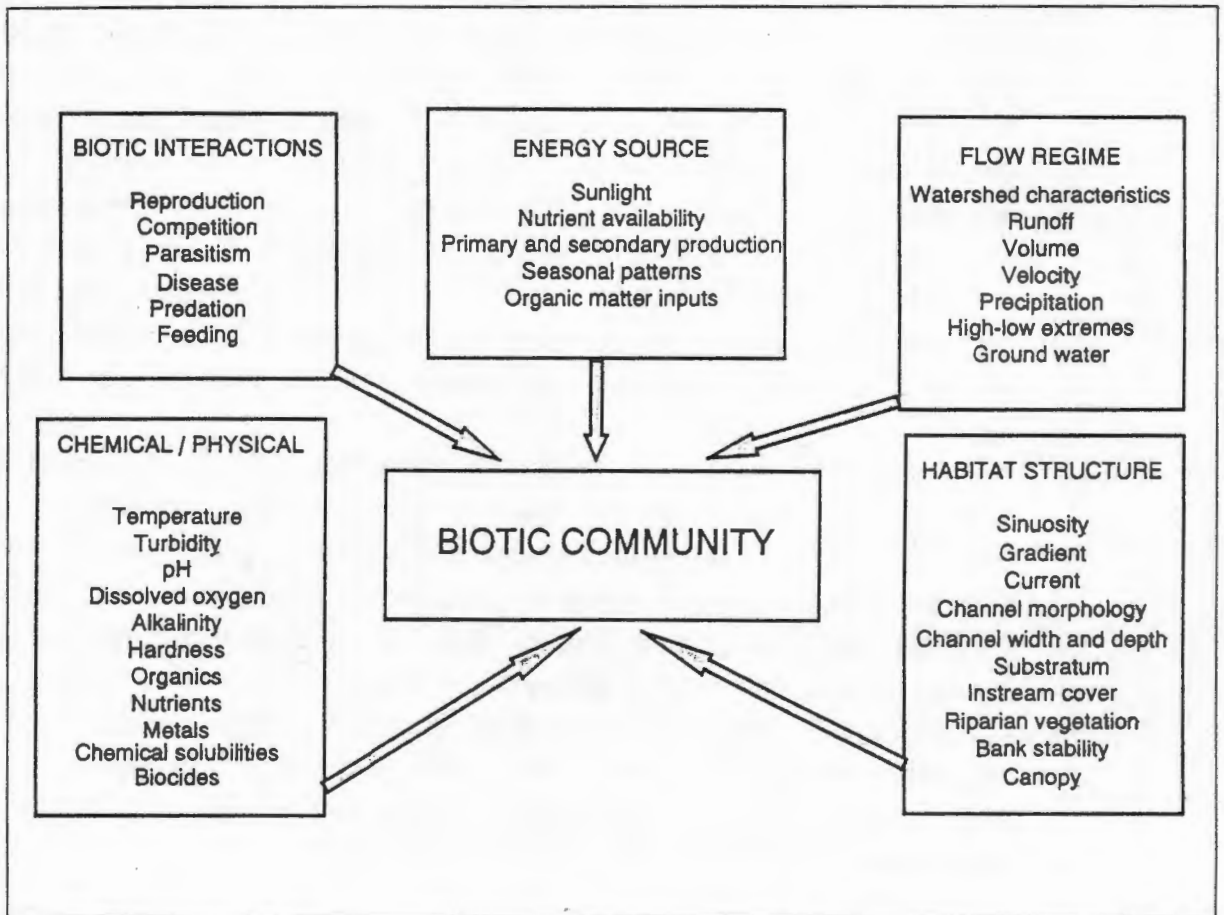 BIOTIC INTERACTIONS
Reproduction
Competition
Parasitism
Disease
Predation
Feeding
ENERGY SOURCE
Sunlight
Nutrient availability
Primary and secondary production
Seasonal patterns
Organic matter inputs
FLOW REGIME
Watershed characteristics
Runoff
Volume
Velocity
Precipitation
High-low extremes
Ground water
CHEMICAL / PHYSICAL
Temperature
Turbidity
pH
Dissolved oxygen
Alkalinity
Hardness
Organics
Nutrients
Metals
Chemical solubilities
Biocides
BIOTIC COMMUNITY
HABITAT STRUCTURE
Sinuosity
Gradient
Current
Channel morphology
Channel width and depth
Substratum
Instream cover
Riparian vegetation
Bank stability
Canopy